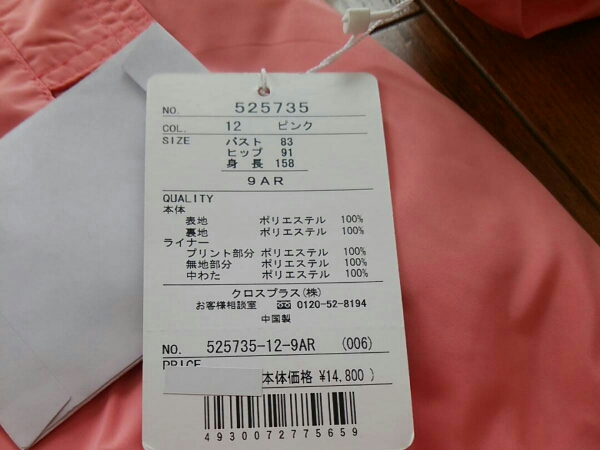 NO. 525735
COL. 12 ピンク
SIZE バスト 83
ヒップ 91
身長 158
9AR
QUALITY
本体
表地 ポリエステル 100%
裏地 ポリエステル 100%
ライナー
プリント部分 ポリエステル 100%
無地部分 ポリエステル 100%
中わた ポリエステル 100%
クロスプラス(株)
お客様相談室 0120-52-8194
中国製
NO. 525735-12-9AR (006)
PRICE
本体価格 ¥14,800 )
4930072775659